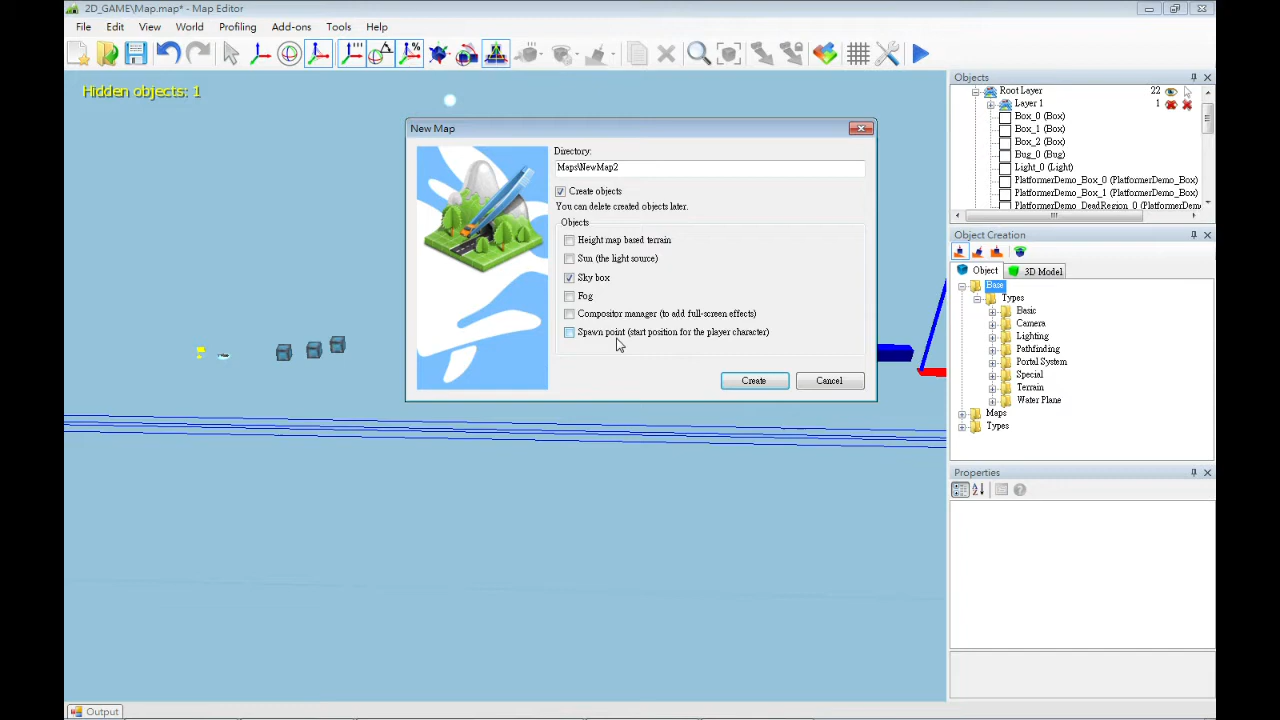 2D_GAME\Map.map* - Map Editor
File Edit View World Profiling Add-ons Tools Help
Hidden objects: 1
New Map
Directory:
Maps\NewMap2
Create objects
You can delete created objects later.
Objects
Height map based terrain
Sun (the light source)
Sky box
Fog
Compositor manager (to add full-screen effects)
Spawn point (start position for the player character)
Create Cancel
Objects
Root Layer 22
Layer 1 1
Box_0 (Box)
Box_1 (Box)
Box_2 (Box)
Bug_0 (Bug)
Light_0 (Light)
PlatformerDemo_Box_0 (PlatformerDemo_Box)
PlatformerDemo_Box_1 (PlatformerDemo_Box)
PlatformerDemo_DeadRegion_0 (PlatformerDemo_
Object Creation
Object 3D Model
Base
Types
Basic
Camera
Lighting
Pathfinding
Portal System
Special
Terrain
Water Plane
Maps
Types
Properties
Output